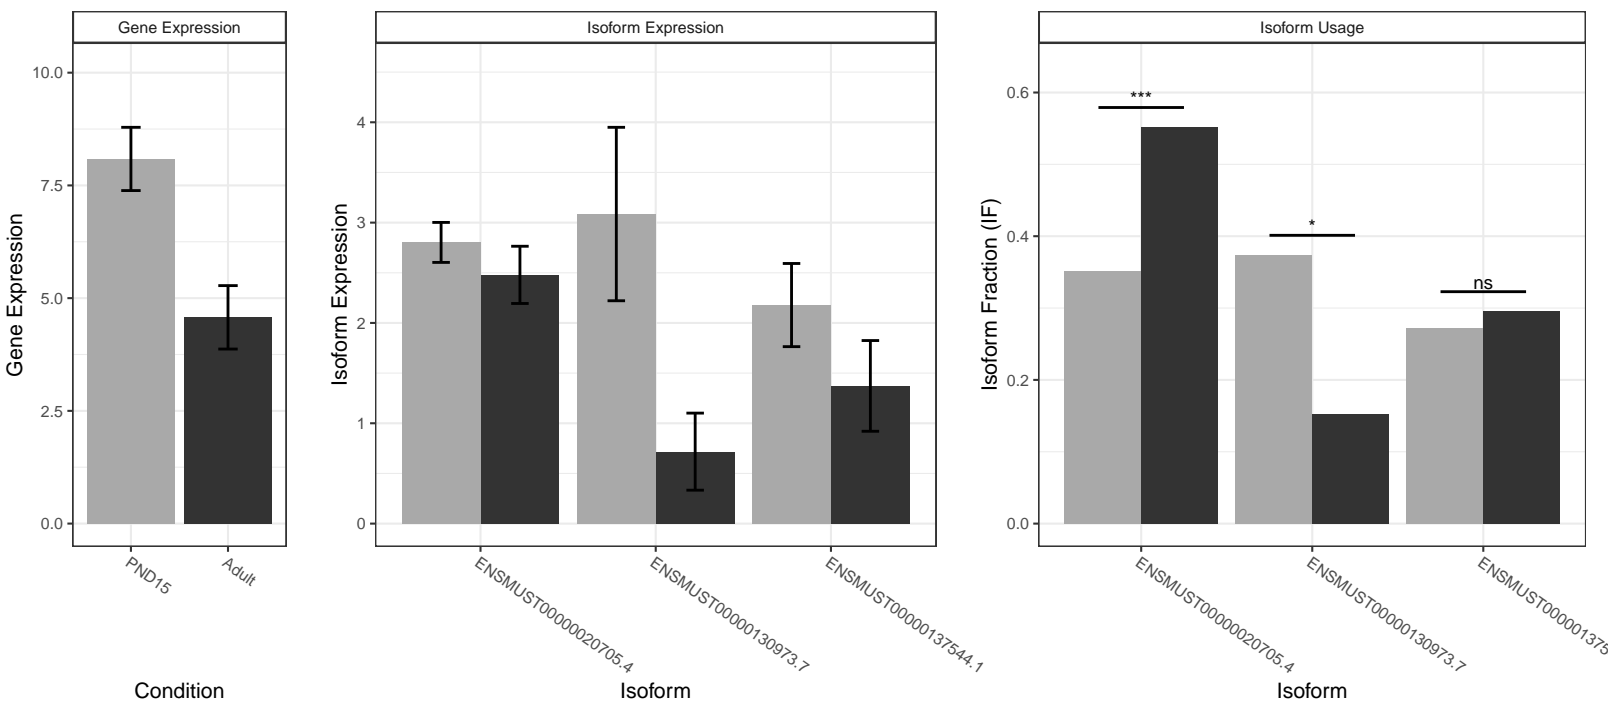 Gene Expression
Isoform Expression
Isoform Usage
Gene Expression
10.0
7.5
5.0
2.5
0.0
PND15
Adult
Condition
Isoform Expression
4
3
2
1
0
ENSMUST00000020705.4
ENSMUST00000130973.7
ENSMUST00000137544.1
Isoform
Isoform Fraction (IF)
0.6
0.4
0.2
0.0
***
*
ns
ENSMUST00000020705.4
ENSMUST00000130973.7
ENSMUST000001375
Isoform